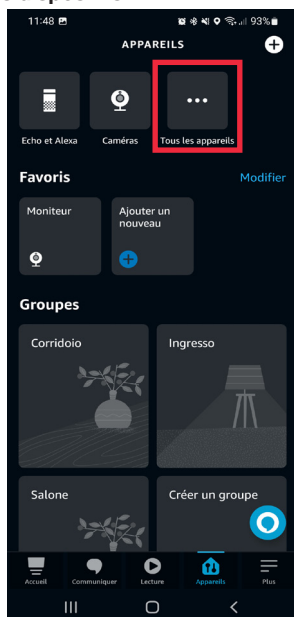 11:48 93%
APPAREILS
Echo et Alexa Caméras Tous les appareils
Favoris Modifier
Moniteur Ajouter un
nouveau
Groupes
Corridoio Ingresso
Salone Créer un groupe
Accueil Communiquer Lecture Appareils Plus